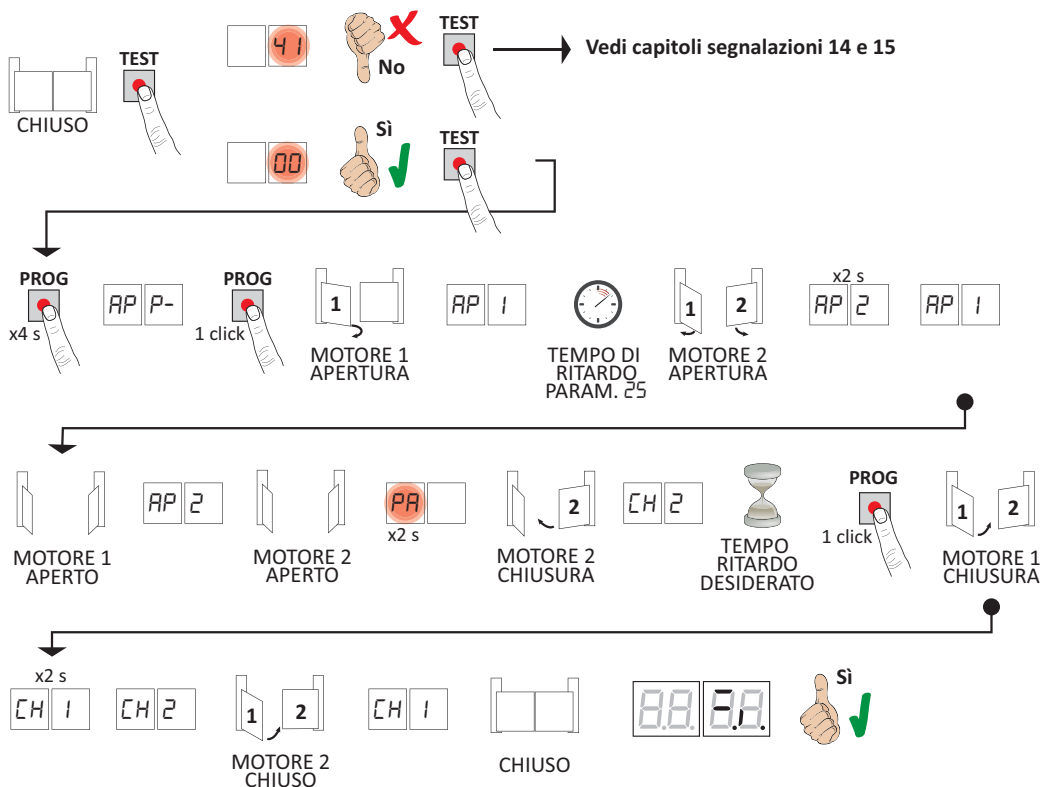 CHIUSO
TEST
41
No
TEST
Vedi capitoli segnalazioni 14 e 15
00
Sì
TEST
PROG
x4 s
AP P-
PROG
1 click
1
MOTORE 1
APERTURA
AP 1
TEMPO DI
RITARDO
PARAM. 25
1 2
MOTORE 2
APERTURA
x2 s
AP 2
AP 1
MOTORE 1
APERTO
AP 2
MOTORE 2
APERTO
PA
x2 s
2
MOTORE 2
CHIUSURA
CH 2
TEMPO
RITARDO
DESIDERATO
PROG
1 click
1 2
MOTORE 1
CHIUSURA
x2 s
CH 1
CH 2
1 2
MOTORE 2
CHIUSO
CH 1
CHIUSO
Fi.
Sì